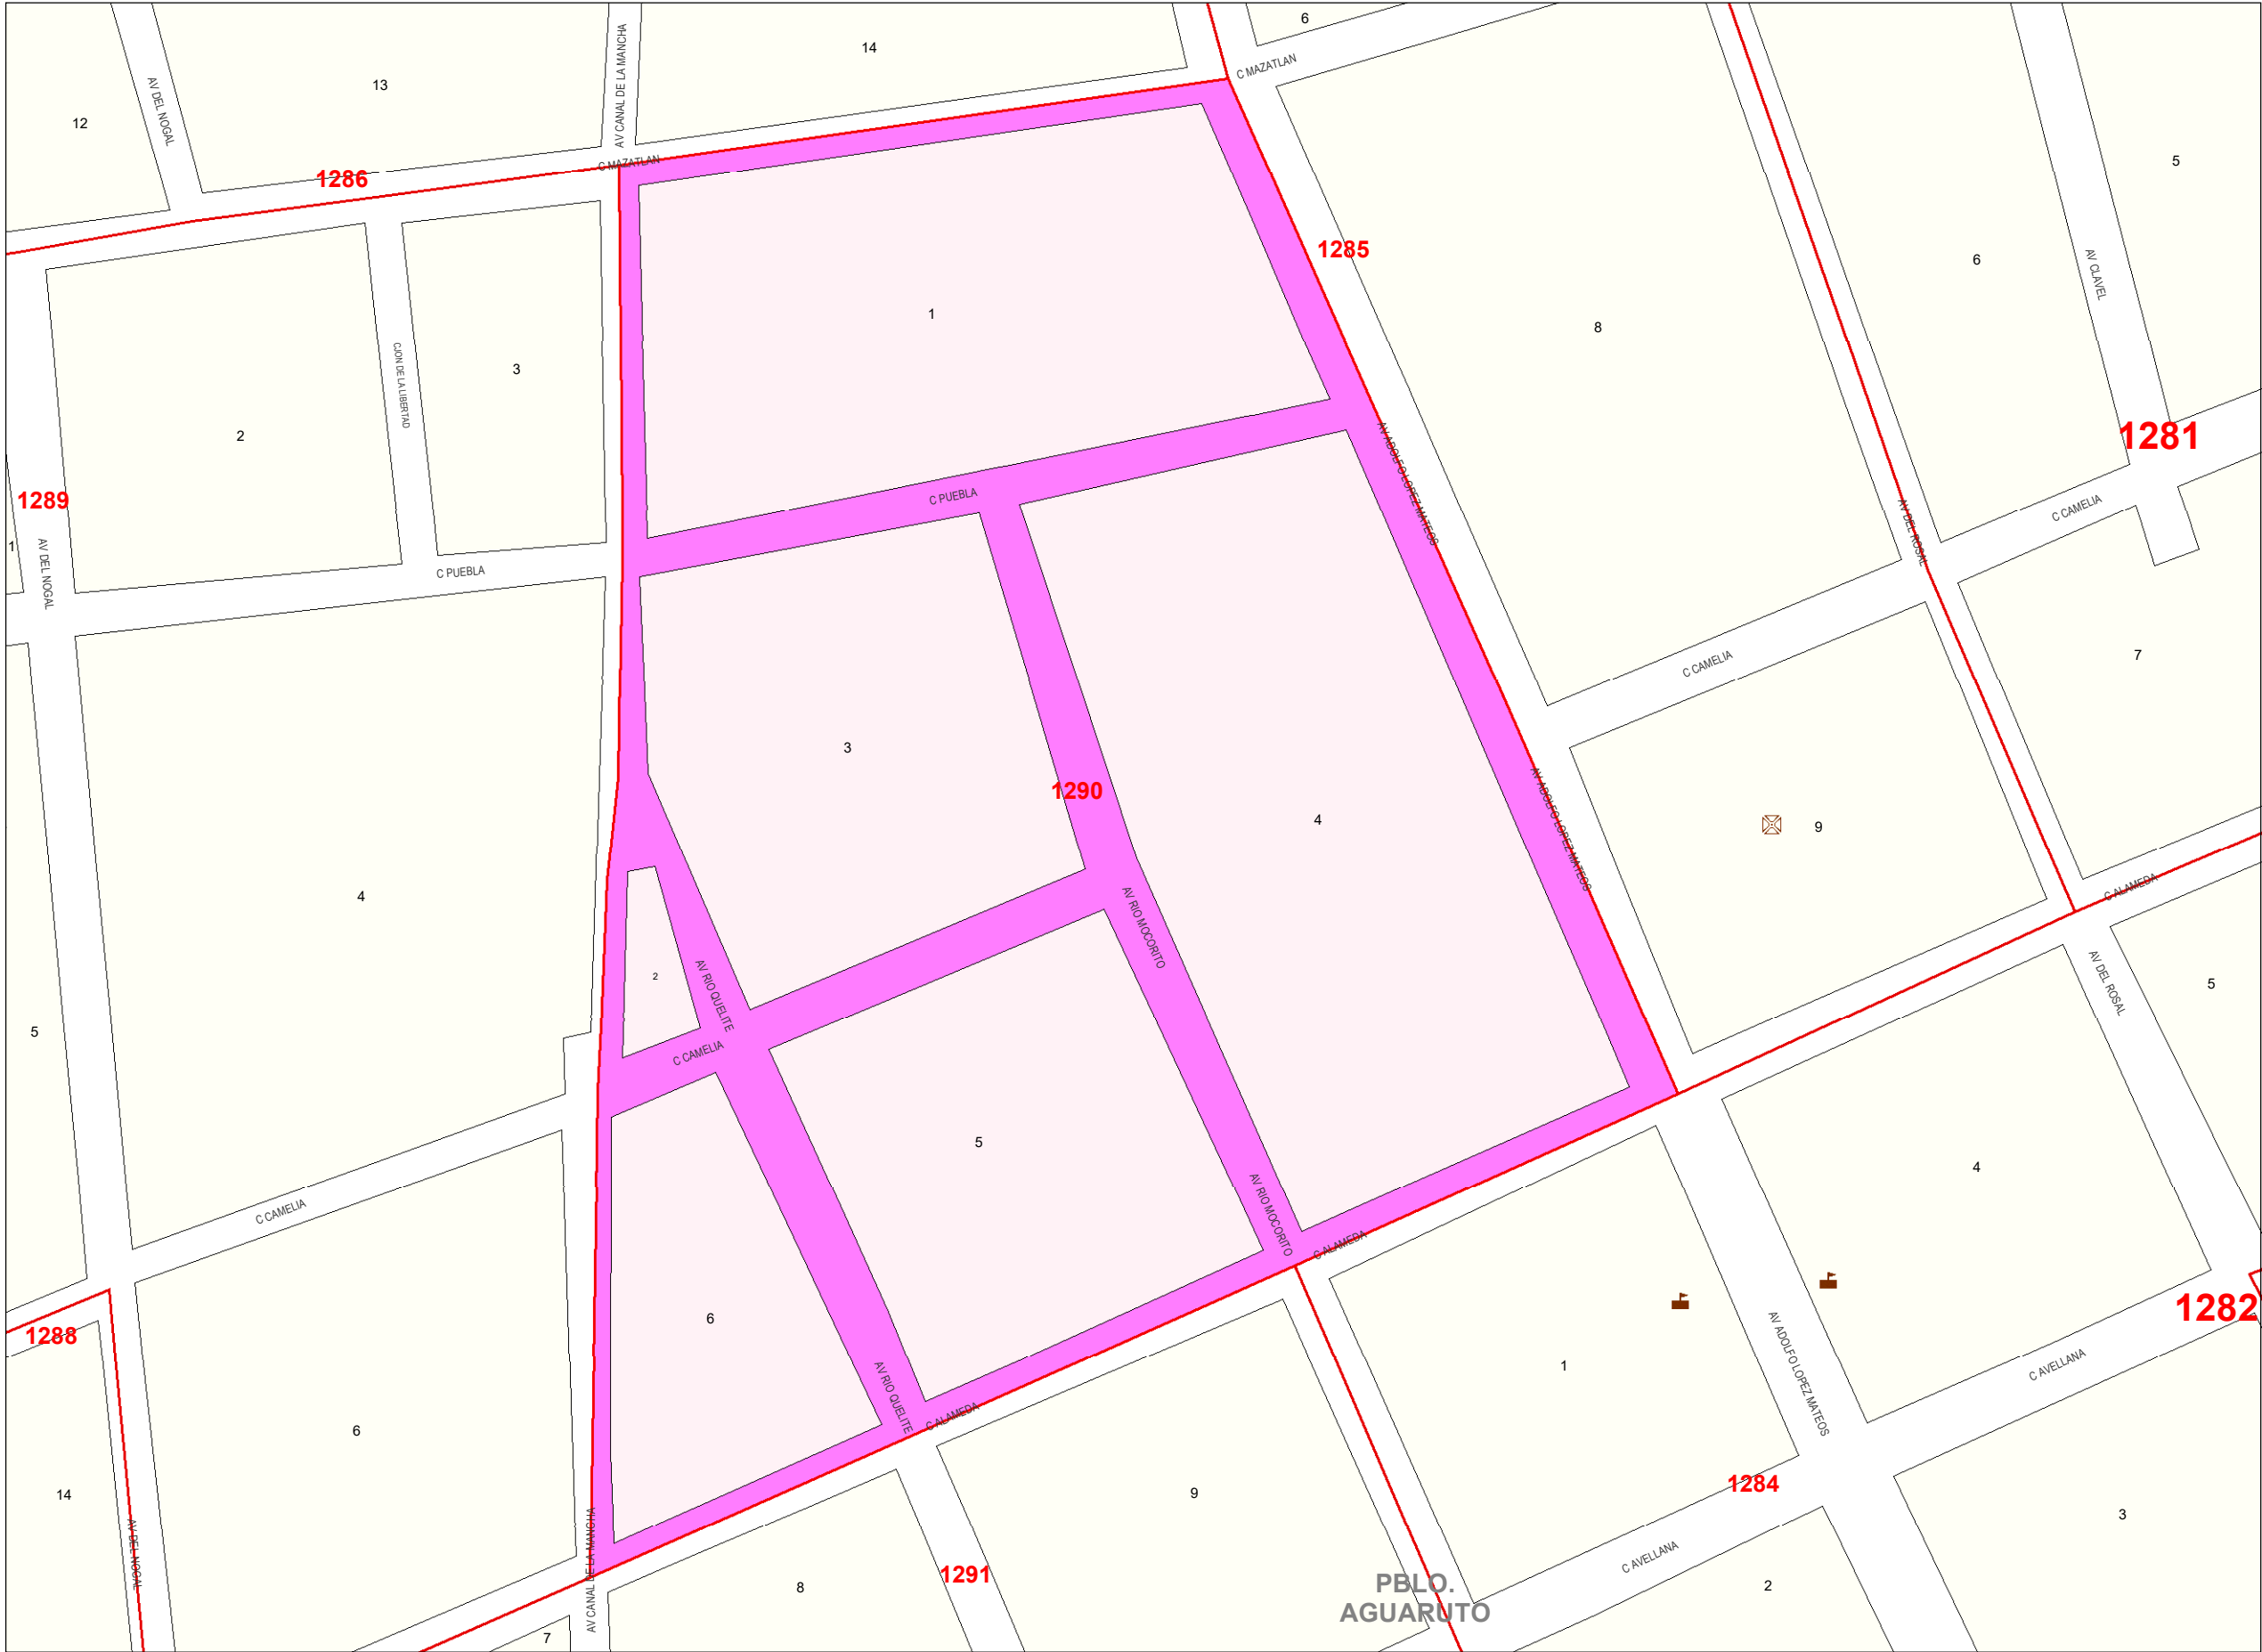 6
14
AV CANAL DE LA MANCHA
C MAZATLAN
13
AV DEL NOGAL
12
C MAZATLAN
5
1286
1285
6
AV CLAVEL
1
8
CJON DE LA LIBERTAD
3
2
1281
AV ADOLFO LOPEZ MATEOS
1289
C PUEBLA
C CAMELIA
AV DEL ROSAL
1
AV DEL NOGAL
C PUEBLA
C CAMELIA
7
3
1290
4
AV ADOLFO LOPEZ MATEOS
9
4
C ALAMEDA
AV RIO MOCORITO
2
AV RIO QUELITE
AV DEL ROSAL
5
5
C CAMELIA
5
4
C CAMELIA
AV RIO MOCORITO
C ALAMEDA
1282
6
1288
1
AV ADOLFO LOPEZ MATEOS
C AVELLANA
AV RIO QUELITE
C ALAMEDA
6
14
9
1284
3
AV DEL NOGAL
AV CANAL DE LA MANCHA
C AVELLANA
1291
8
2
PBLO.
AGUARUTO
7